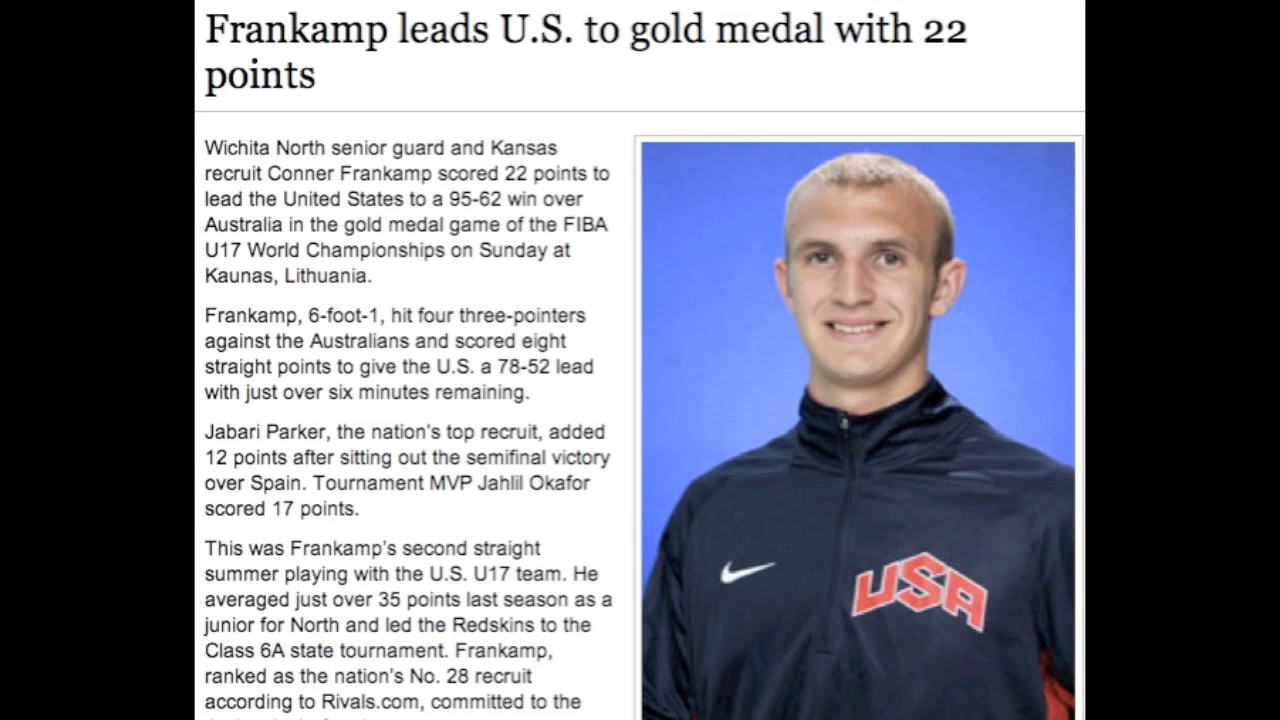 Frankamp leads U.S. to gold medal with 22
points
Wichita North senior guard and Kansas
recruit Conner Frankamp scored 22 points to
lead the United States to a 95-62 win over
Australia in the gold medal game of the FIBA
U17 World Championships on Sunday at
Kaunas, Lithuania.
Frankamp, 6-foot-1, hit four three-pointers
against the Australians and scored eight
straight points to give the U.S. a 78-52 lead
with just over six minutes remaining.
Jabari Parker, the nation's top recruit, added
12 points after sitting out the semifinal victory
over Spain. Tournament MVP Jahlil Okafor
scored 17 points.
This was Frankamp's second straight
summer playing with the U.S. U17 team. He
averaged just over 35 points last season as a
junior for North and led the Redskins to the
Class 6A state tournament. Frankamp,
ranked as the nation's No. 28 recruit
according to Rivals.com, committed to the
USA